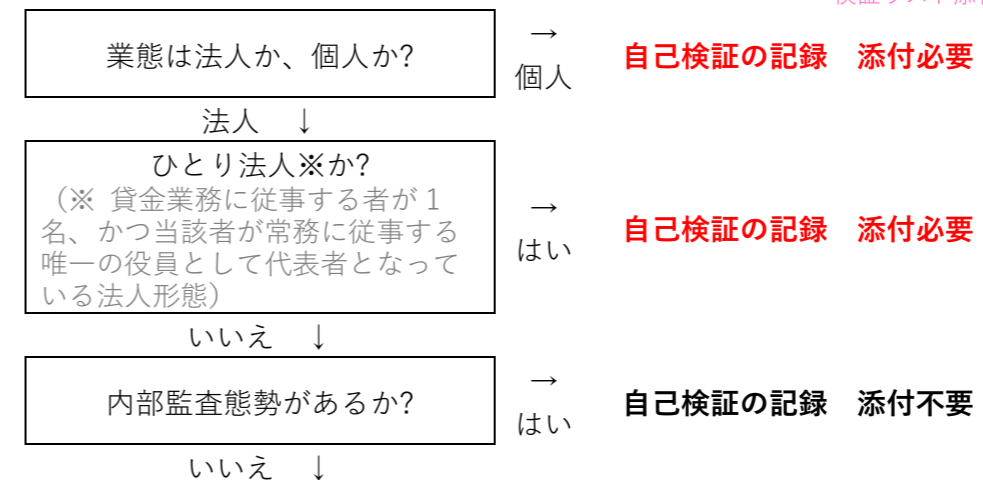 業態は法人か、個人か?
→
個人
自己検証の記録　添付必要
法人　↓
ひとり法人※か?
（※ 貸金業務に従事する者が１
名、かつ当該者が常務に従事する
唯一の役員として代表者となって
いる法人形態）
→
はい
自己検証の記録　添付必要
いいえ　↓
内部監査態勢があるか?
→
はい
自己検証の記録　添付不要
いいえ　↓